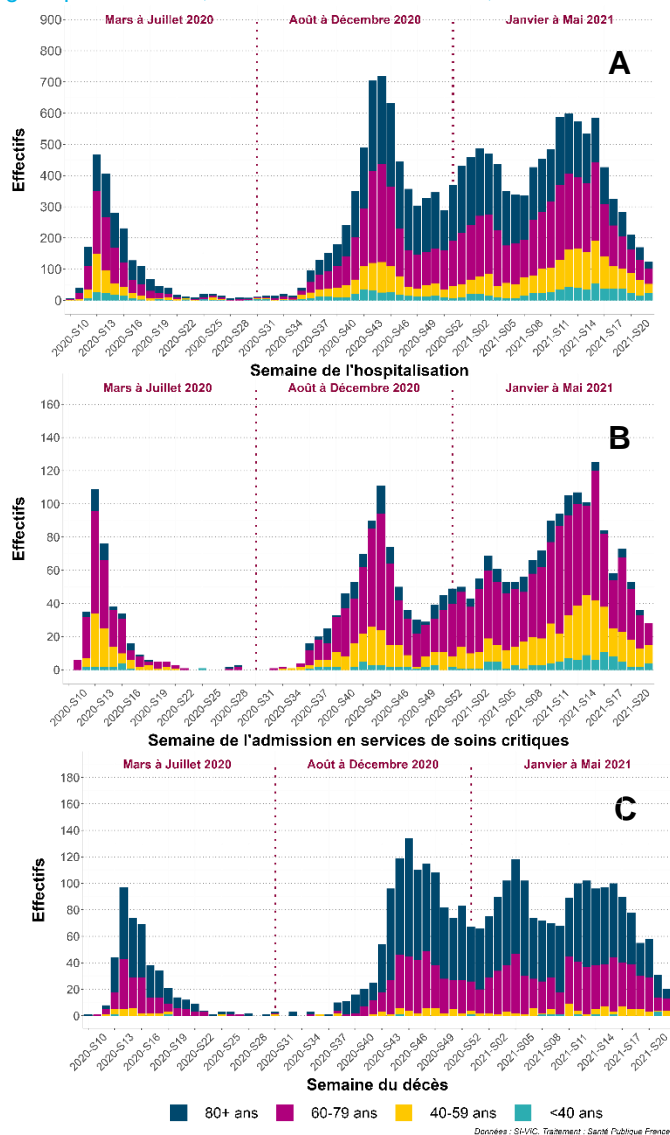 Mars à Juillet 2020 Août à Décembre 2020 Janvier à Mai 2021
A
Effectifs
900
800
700
600
500
400
300
200
100
0
2020-S10 2020-S13 2020-S16 2020-S19 2020-S22 2020-S25 2020-S28 2020-S31 2020-S34 2020-S37 2020-S40 2020-S43 2020-S46 2020-S49 2020-S52 2021-S02 2021-S05 2021-S08 2021-S11 2021-S14 2021-S17 2021-S20
Semaine de l'hospitalisation
Mars à Juillet 2020 Août à Décembre 2020 Janvier à Mai 2021
B
Effectifs
160
140
120
100
80
60
40
20
0
2020-S10 2020-S13 2020-S16 2020-S19 2020-S22 2020-S25 2020-S28 2020-S31 2020-S34 2020-S37 2020-S40 2020-S43 2020-S46 2020-S49 2020-S52 2021-S02 2021-S05 2021-S08 2021-S11 2021-S14 2021-S17 2021-S20
Semaine de l'admission en services de soins critiques
Mars à Juillet 2020 Août à Décembre 2020 Janvier à Mai 2021
C
Effectifs
180
160
140
120
100
80
60
40
20
0
2020-S10 2020-S13 2020-S16 2020-S19 2020-S22 2020-S25 2020-S28 2020-S31 2020-S34 2020-S37 2020-S40 2020-S43 2020-S46 2020-S49 2020-S52 2021-S02 2021-S05 2021-S08 2021-S11 2021-S14 2021-S17 2021-S20
Semaine du décès
80+ ans 60-79 ans 40-59 ans <40 ans
Données : SI-VIC. Traitement : Santé Publique France